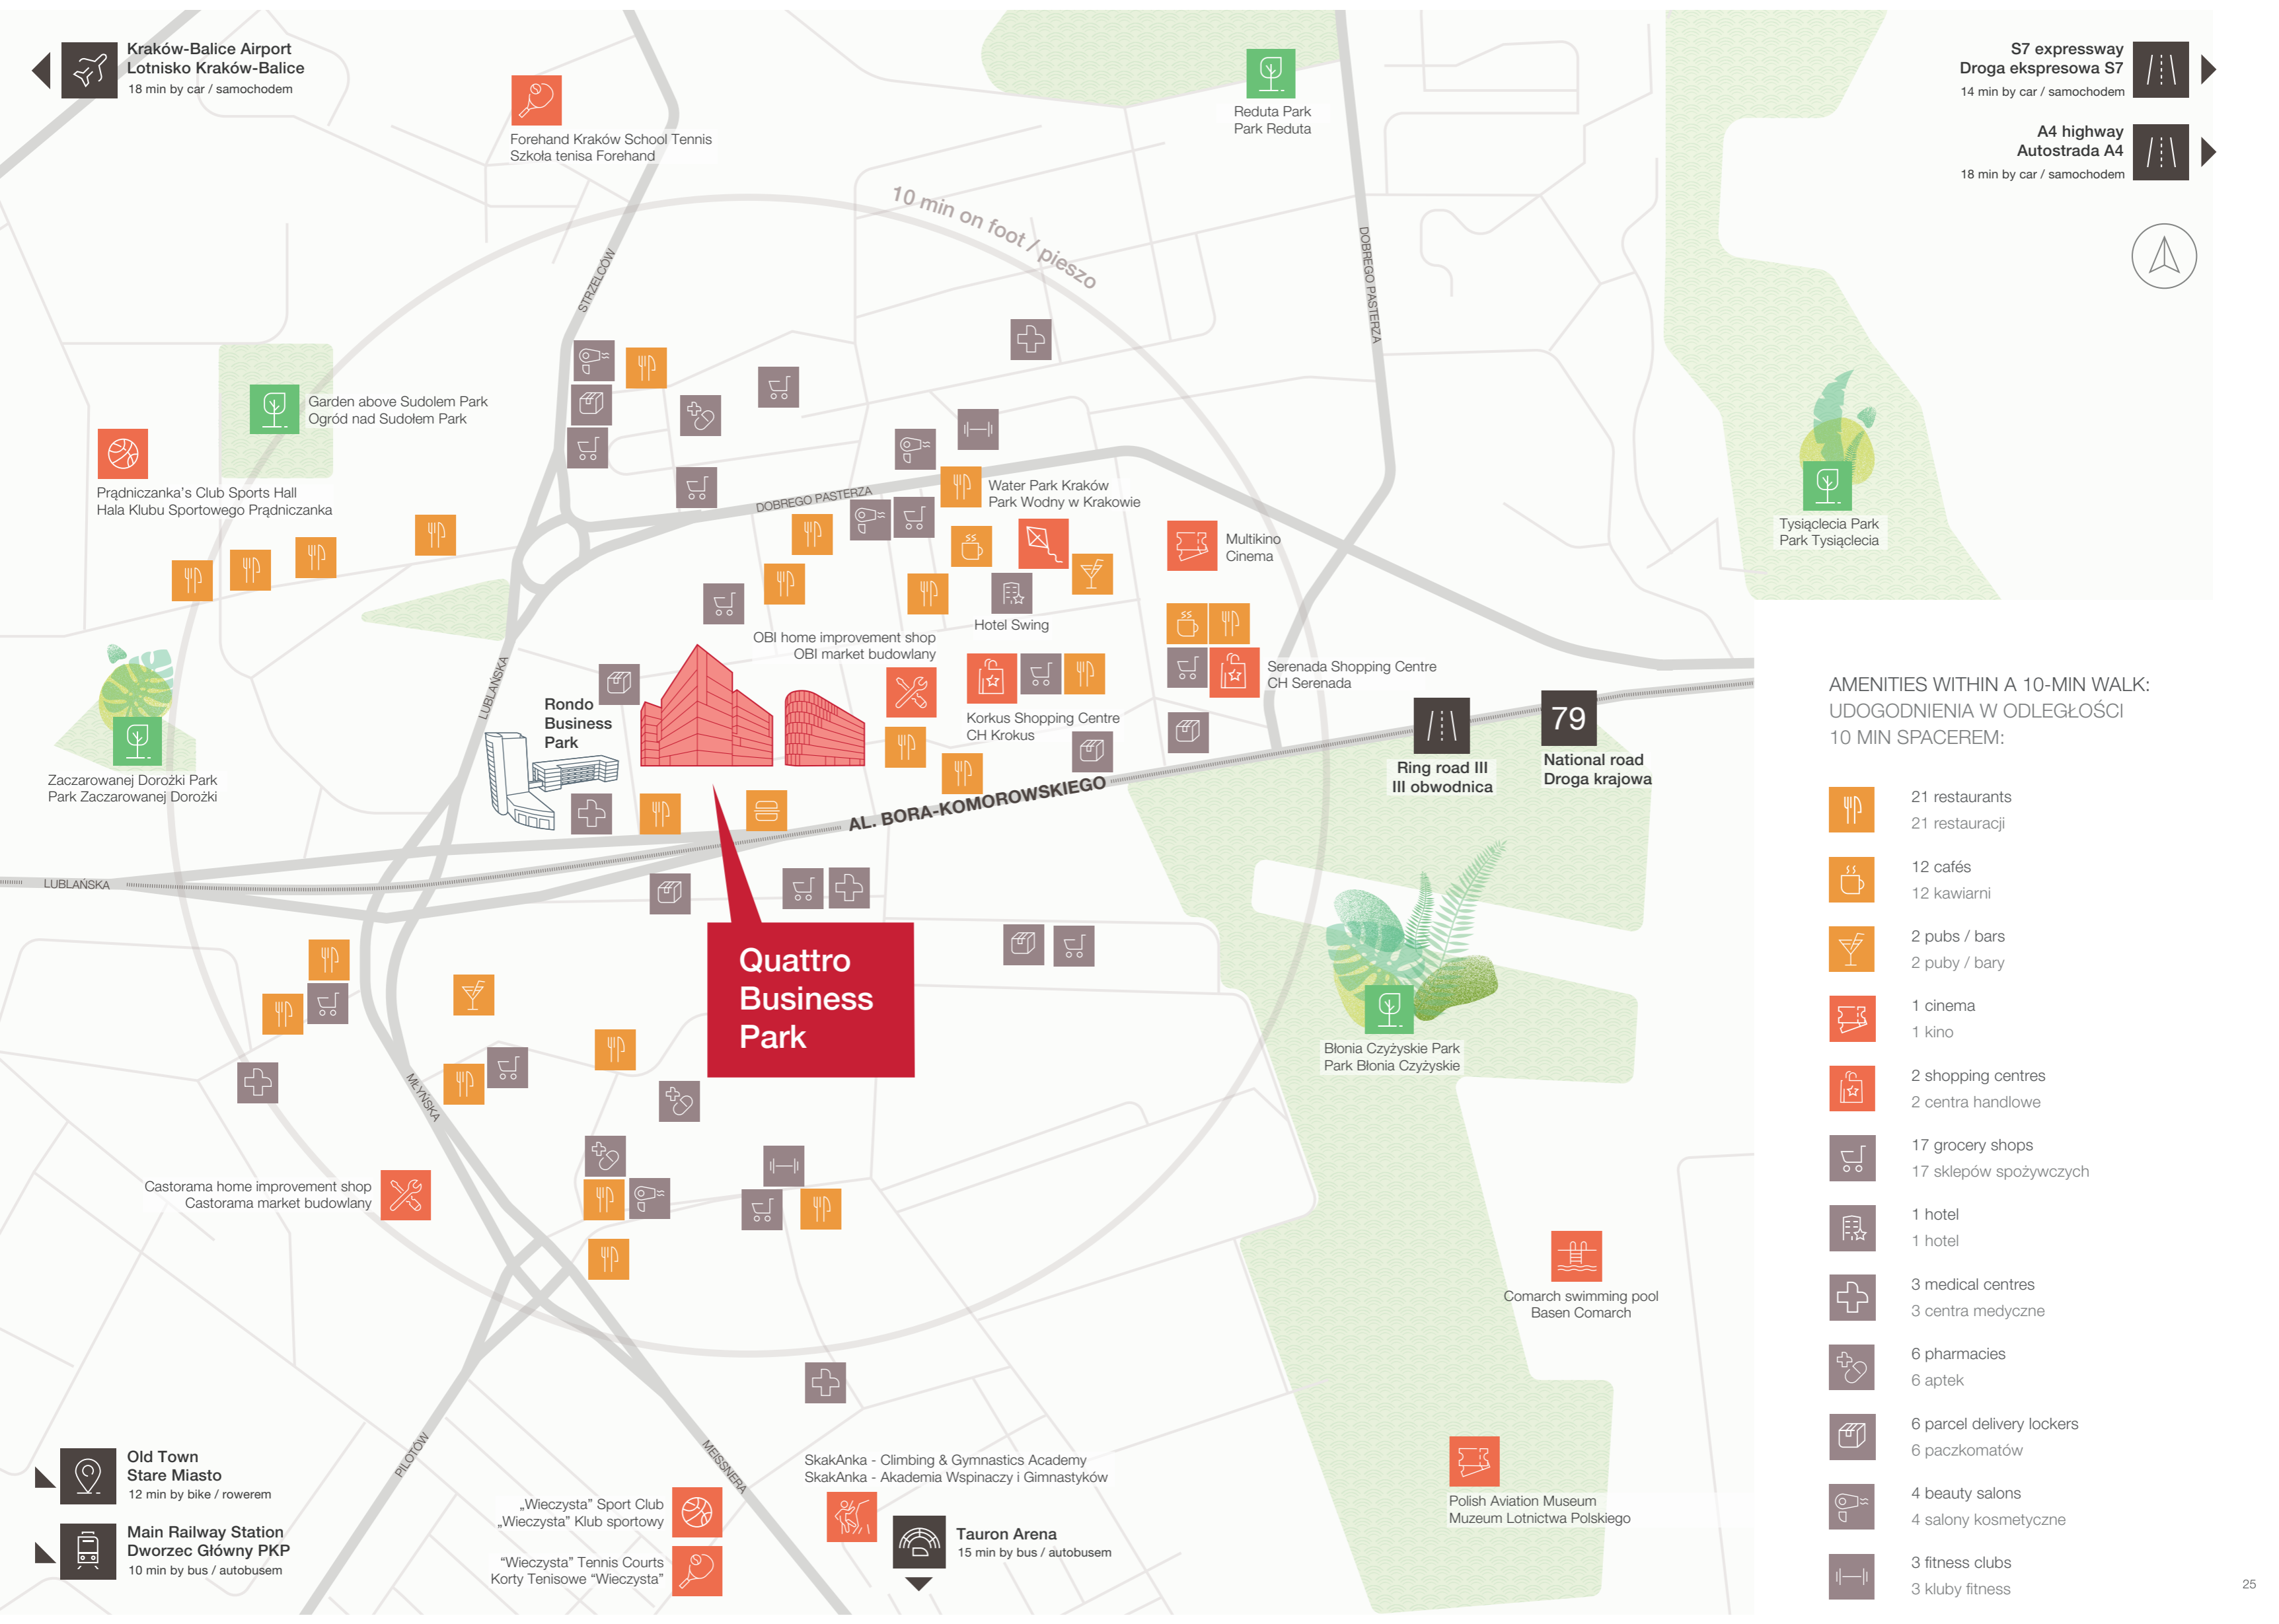 Kraków-Balice Airport
Lotnisko Kraków-Balice
18 min by car / samochodem
Forehand Kraków School Tennis
Szkoła tenisa Forehand
Reduta Park
Park Reduta
S7 expressway
Droga ekspresowa S7
14 min by car / samochodem
A4 highway
Autostrada A4
18 min by car / samochodem
10 min on foot / pieszo
STRZELCÓW
DOBREGO PASTERZA
Garden above Sudolem Park
Ogród nad Sudołem Park
Prądniczanka's Club Sports Hall
Hala Klubu Sportowego Prądniczanka
DOBREGO PASTERZA
Water Park Kraków
Park Wodny w Krakowie
Multikino
Cinema
Tysiąclecia Park
Park Tysiąclecia
Hotel Swing
OBI home improvement shop
OBI market budowlany
LUBLAŃSKA
Rondo
Business
Park
Korkus Shopping Centre
CH Krokus
Serenada Shopping Centre
CH Serenada
Zaczarowanej Dorożki Park
Park Zaczarowanej Dorożki
79
Ring road III
III obwodnica
National road
Droga krajowa
AL. BORA-KOMOROWSKIEGO
LUBLAŃSKA
Quattro
Business
Park
Błonia Czyżyskie Park
Park Błonia Czyżyskie
MŁYŃSKA
Castorama home improvement shop
Castorama market budowlany
Comarch swimming pool
Basen Comarch
PILOTÓW
MEISSNERA
Old Town
Stare Miasto
12 min by bike / rowerem
Main Railway Station
Dworzec Główny PKP
10 min by bus / autobusem
„Wieczysta” Sport Club
„Wieczysta” Klub sportowy
“Wieczysta” Tennis Courts
Korty Tenisowe “Wieczysta”
SkakAnka - Climbing & Gymnastics Academy
SkakAnka - Akademia Wspinaczy i Gimnastyków
Tauron Arena
15 min by bus / autobusem
Polish Aviation Museum
Muzeum Lotnictwa Polskiego
AMENITIES WITHIN A 10-MIN WALK:
UDOGODNIENIA W ODLEGŁOŚCI
10 MIN SPACEREM:
21 restaurants
21 restauracji
12 cafés
12 kawiarni
2 pubs / bars
2 puby / bary
1 cinema
1 kino
2 shopping centres
2 centra handlowe
17 grocery shops
17 sklepów spożywczych
1 hotel
1 hotel
3 medical centres
3 centra medyczne
6 pharmacies
6 aptek
6 parcel delivery lockers
6 paczkomatów
4 beauty salons
4 salony kosmetyczne
3 fitness clubs
3 kluby fitness
25